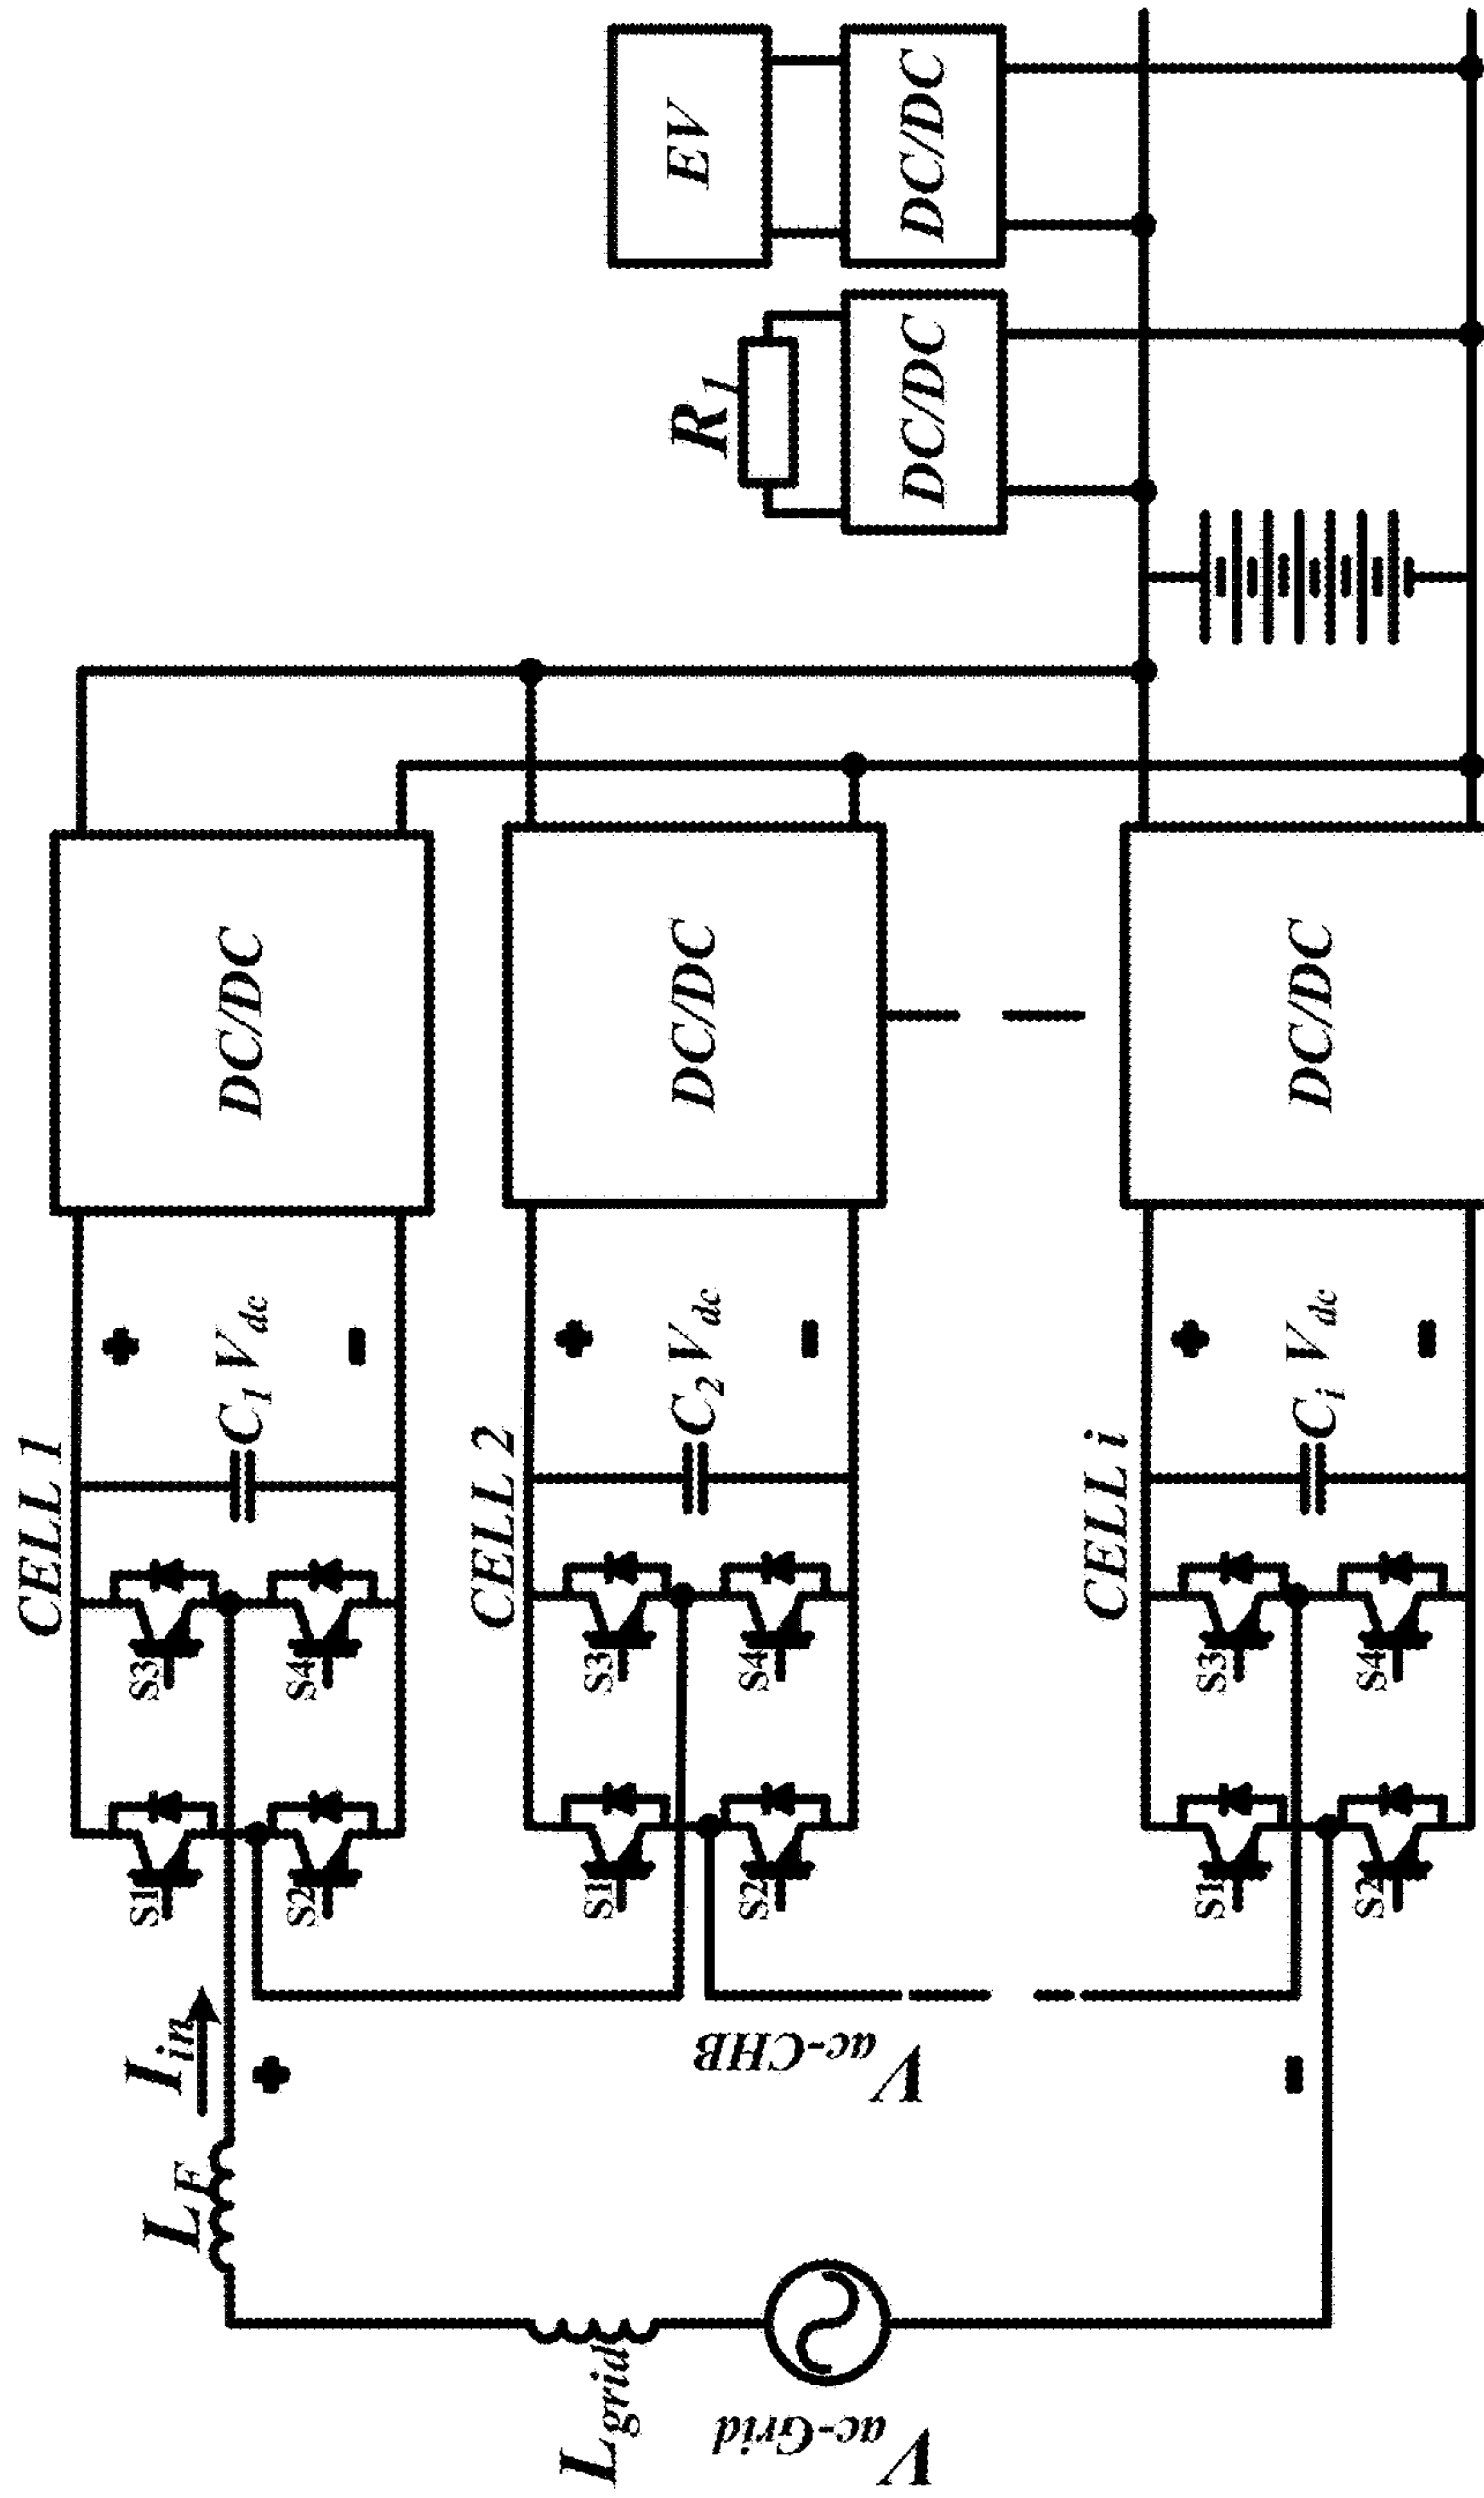 CELL 1
S1
S3
S2
S4
C1 Vdc
DC/DC
Lgrid
LF
Iin
Vac-Grid
Vac-CHB
CELL 2
S1
S3
S2
S4
C2 Vdc
DC/DC
CELL i
S1
S3
S2
S4
Ci Vdc
DC/DC
R1
DC/DC
EV
DC/DC